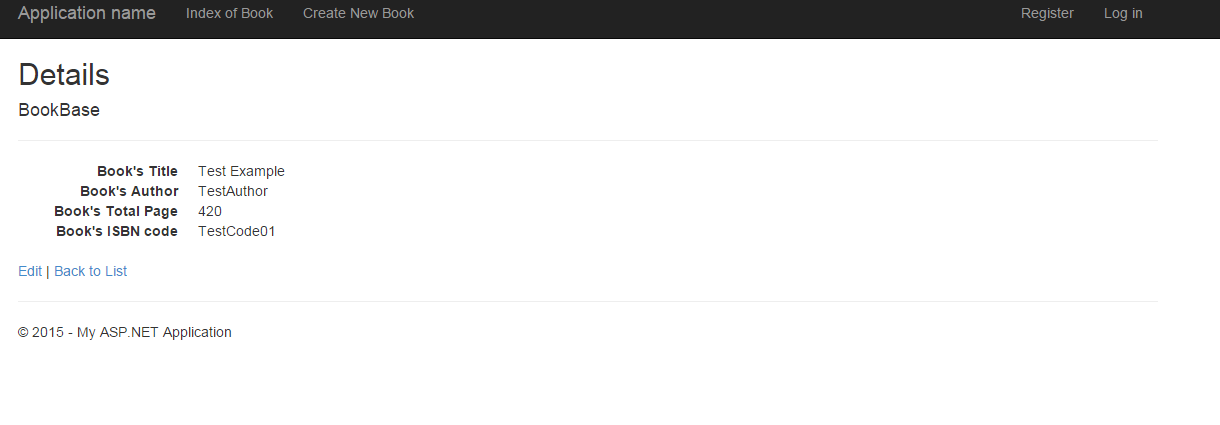 Application name Index of Book Create New Book Register Log in
Details
BookBase
Book's Title Test Example
Book's Author TestAuthor
Book's Total Page 420
Book's ISBN code TestCode01
Edit | Back to List
© 2015 - My ASP.NET Application